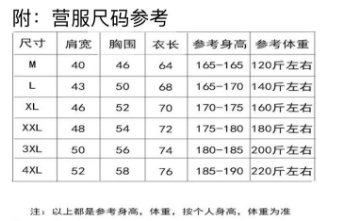 附：营服尺码参考
尺寸 肩宽 胸围 衣长 参考身高 参考体重
M 40 46 64 165-165 120斤左右
L 43 50 68 165-170 140斤左右
XL 46 52 70 170-175 160斤左右
XXL 48 54 72 175-180 180斤左右
3XL 50 56 74 180-185 200斤左右
4XL 52 58 76 185-190 220斤左右
注：以上都是参考身高，体重，按个人身高，体重为准